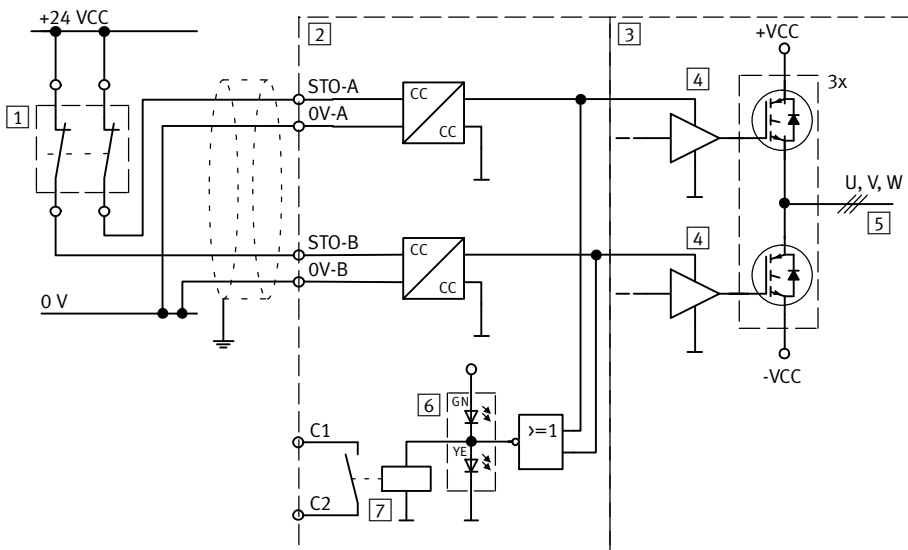 +24 VCC
2
3
+VCC
STO-A
CC
4
3x
1
0V-A
CC
U, V, W
STO-B
CC
4
5
0V-B
CC
0 V
-VCC
6
GN
C1
>=1
YE
C2
7